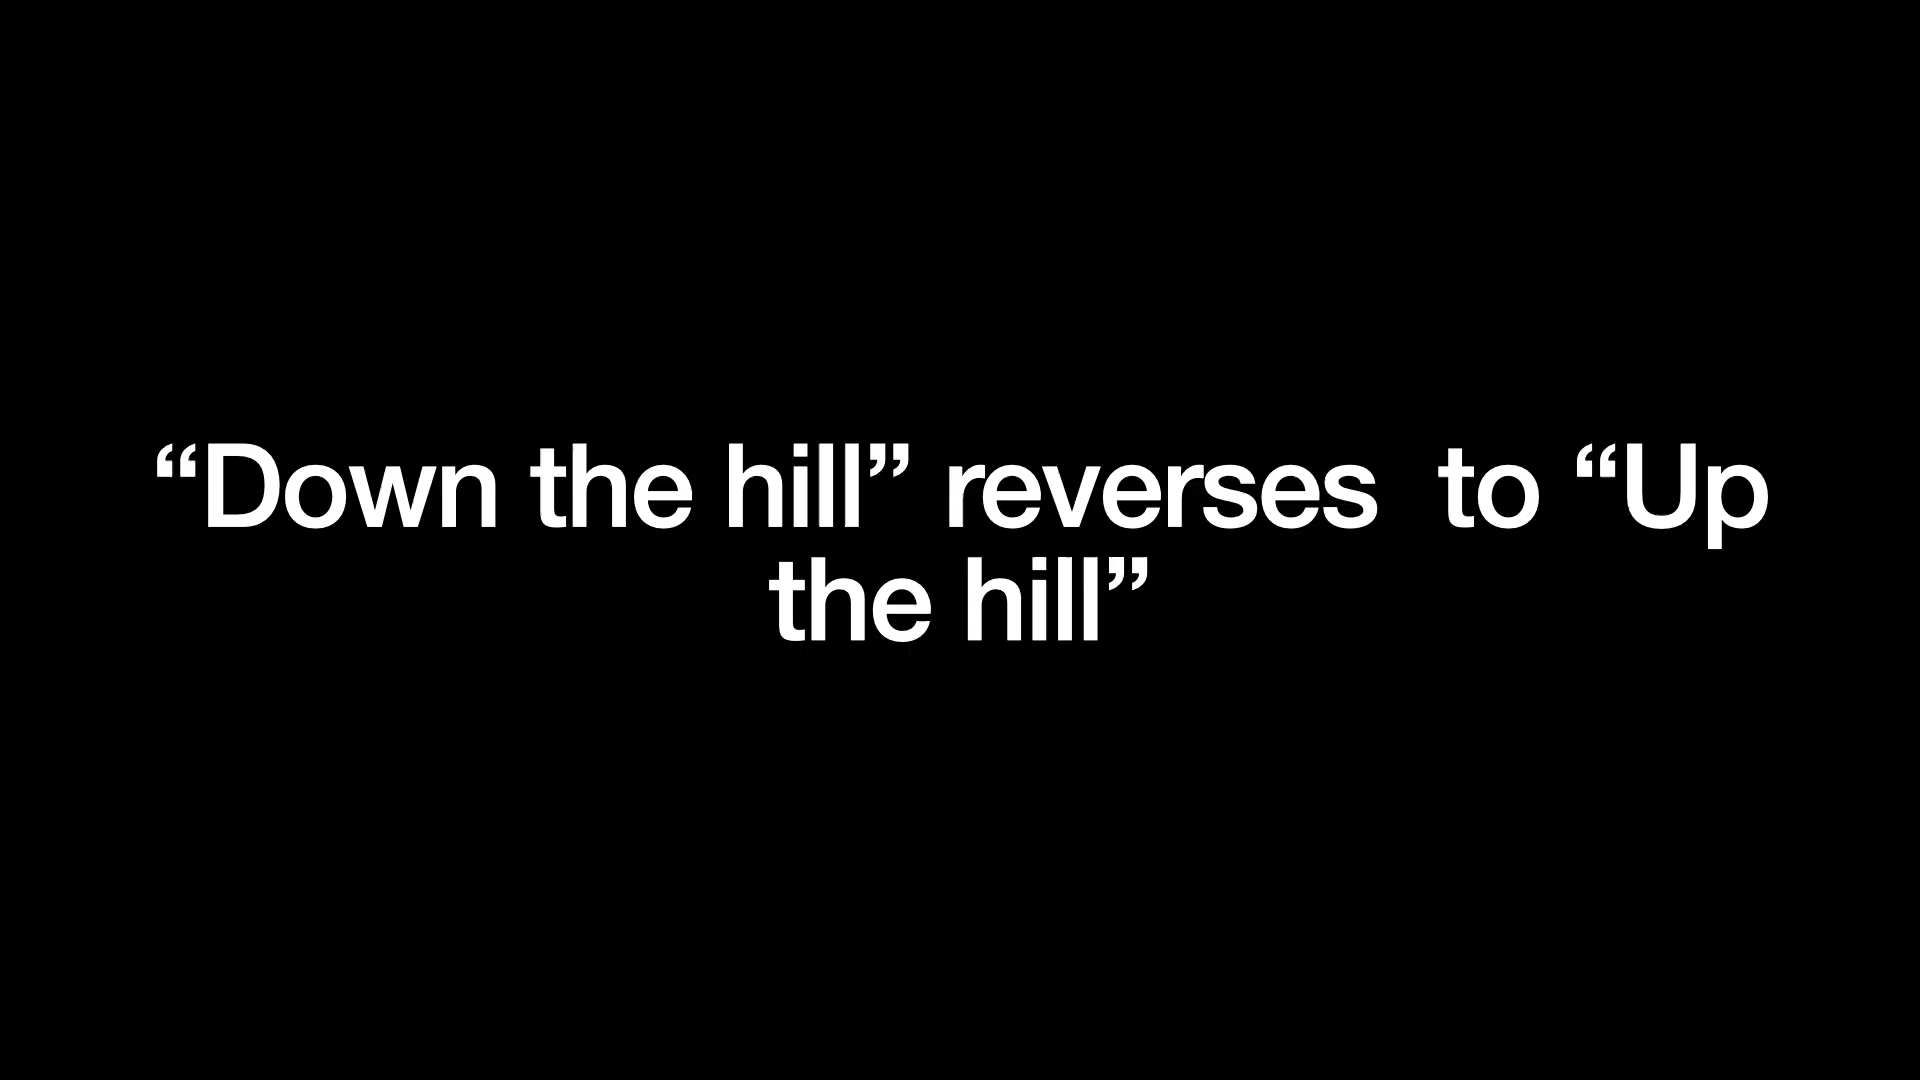 “Down the hill” reverses  to “Up
the hill”